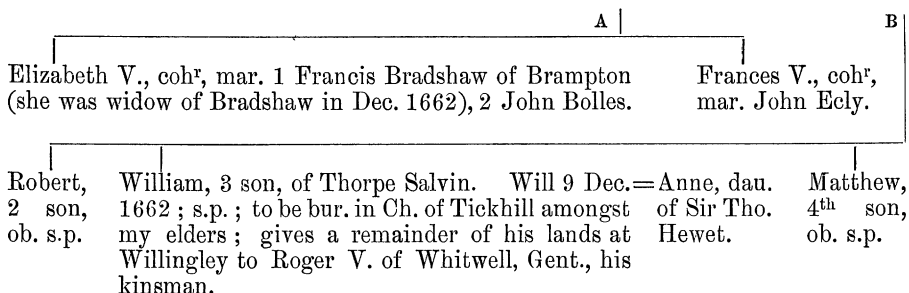 A B
Elizabeth V., cohʳ, mar. 1 Francis Bradshaw of Brampton
(she was widow of Bradshaw in Dec. 1662), 2 John Bolles.
Frances V., cohʳ,
mar. John Ecly.
Robert,
2 son,
ob. s.p.
William, 3 son, of Thorpe Salvin. Will 9 Dec.=
1662 ; s.p. ; to be bur. in Ch. of Tickhill amongst
my elders ; gives a remainder of his lands at
Willingley to Roger V. of Whitwell, Gent., his
kinsman.
Anne, dau.
of Sir Tho.
Hewet.
Matthew,
4ᵗʰ son,
ob. s.p.